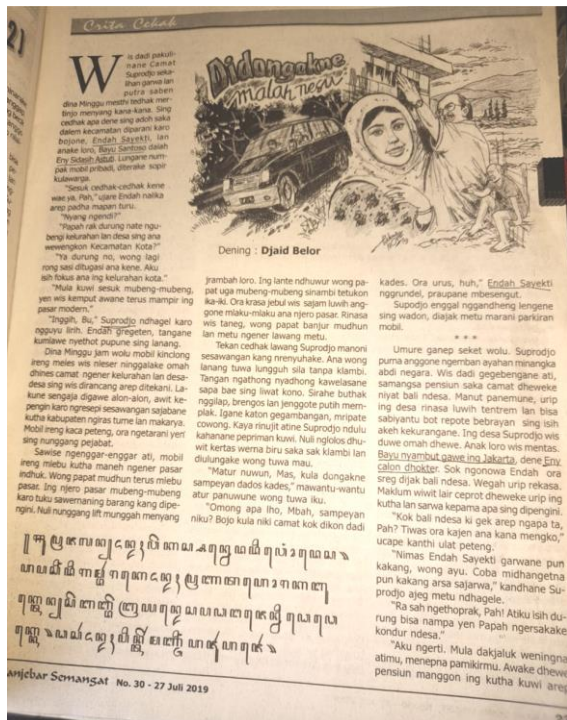 Crita Cekak
Didongakne
malah negu
Dening : Djaid Belor
Wis dadi pakuli-
nane Camat
Suprodjo seka-
lihan garwa lan
putra saben
dina Minggu mesthi tedhak mer-
tinjo menyang kana-kana. Sing
cedhak apa dene sing adoh saka
dalem kecamatan diparani karo
bojone, Endah Sayekti, lan
anake loro, Bayu Santoso dalah
Eny Sidasih Astuti. Lungane num-
pak mobil pribadi, diterake sopir
kulawarga.
"Sesuk cedhak-cedhak kene
wae ya, Pah," ujare Endah nalika
arep padha mapan turu.
"Nyang ngendi?"
"Papah rak durung nate ngu-
bengi kelurahan lan desa sing ana
wewengkon Kecamatan Kota?"
"Ya durung no, wong lagi
rong sasi ditugasi ana kene. Aku
isih fokus ana ing kelurahan kota."
"Mula kuwi sesuk mubeng-mubeng,
yen wis kemput awane terus mampir ing
pasar modern."
"Inggih, Bu," Suprodjo ndhagel karo
ngguyu lirih. Endah gregeten, tangane
kumlawe nyethot pupune sing lanang.
Dina Minggu jam wolu mobil kinclong
ireng meles wis nleser ninggalake omah
dhines camat ngener kelurahan lan desa-
desa sing wis dirancang arep ditekani. La-
kune sengaja digawe alon-alon, awit ke-
pengin karo ngresepi sesawangan sajabane
kutha kabupaten ngiras tume lan makarya.
Mobil ireng kaca peteng, ora ngetarani yen
sing nunggang pejabat.
Sawise ngenggar-enggar ati, mobil
ireng mlebu kutha maneh ngener pasar
indhuk. Wong papat mudhun terus mlebu
pasar. Ing njero pasar mubeng-mubeng
karo tuku sawernaning barang kang dipe-
ngini. Nuli nunggang lift munggah menyang
jrambah loro. Ing lante ndhuwur wong pa-
pat uga mubeng-mubeng sinambi tetukon
ika-iki. Ora krasa jebul wis sajam luwih ang-
gone mlaku-mlaku ana njero pasar. Rinasa
wis taneg, wong papat banjur mudhun
lan metu ngener lawang metu.
Tekan cedhak lawang Suprodjo manoni
sesawangan kang nrenyuhake. Ana wong
lanang tuwa lungguh sila tanpa klambi.
Tangan ngathong nyadhong kawelasane
sapa bae sing liwat kono. Sirahe buthak
nggilap, brengos lan jenggote putih mem-
plak. Igane katon gegambangan, mripate
cowong. Kaya rinujit atine Suprodjo ndulu
kahanane pepriman kuwi. Nuli nglolos dhu-
wit kertas werna biru saka sak klambi lan
diulungake wong tuwa mau.
"Matur nuwun, Mas, kula dongakne
sampeyan dados kades," mawantu-wantu
atur panuwune wong tuwa iku.
"Omong apa iho, Mbah, sampeyan
niku? Bojo kula niki camat kok dikon dadi
kades. Ora urus, huh," Endah Sayekti
nggrundel, praupane mbesengut.
Supodjo enggal nggandheng lengene
sing wadon, diajak metu marani parkiran
mobil.
* * *
Umure ganep seket wolu. Suprodjo
purna anggone ngemban ayahan minangka
abdi negara. Wis dadi gegebengane ati,
samangsa pensiun saka camat dheweke
niyat bali ndesa. Manut panemune, urip
ing desa rinasa luwih tentrem lan bisa
sabiyantu bot repote bebrayan sing isih
akeh kekurangane. Ing desa Suprodjo wis
duwe omah dhewe. Anak loro wis mentas.
Bayu nyambut gawe ing Jakarta, dene Eny
calon dhokter. Sok ngonowa Endah ora
sreg dijak bali ndesa. Wegah urip rekasa.
Maklum wiwit lair ceprot dheweke urip ing
kutha lan sarwa kepama apa sing dipengini.
"Kok bali ndesa ki gek arep ngapa ta,
Pah? Tiwas ora kajen ana kana mengko,"
ucape kanthi ulat peteng.
"Nimas Endah Sayekti garwane pun
kakang, wong ayu. Coba midhangetna
pun kakang arsa sajarwa," kandhane Su-
prodjo ajeg metu ndhagele.
"Ra sah ngethoprak, Pah! Atiku isih du-
rung bisa nampa yen Papah ngersakake
kondur ndesa."
"Aku ngerti. Mula dakjaluk weningna
atimu, menepna pamikirmu. Awake dhewe
pensiun manggon ing kutha kuwi arep
anjebar Semangat No. 30 - 27 Juli 2019